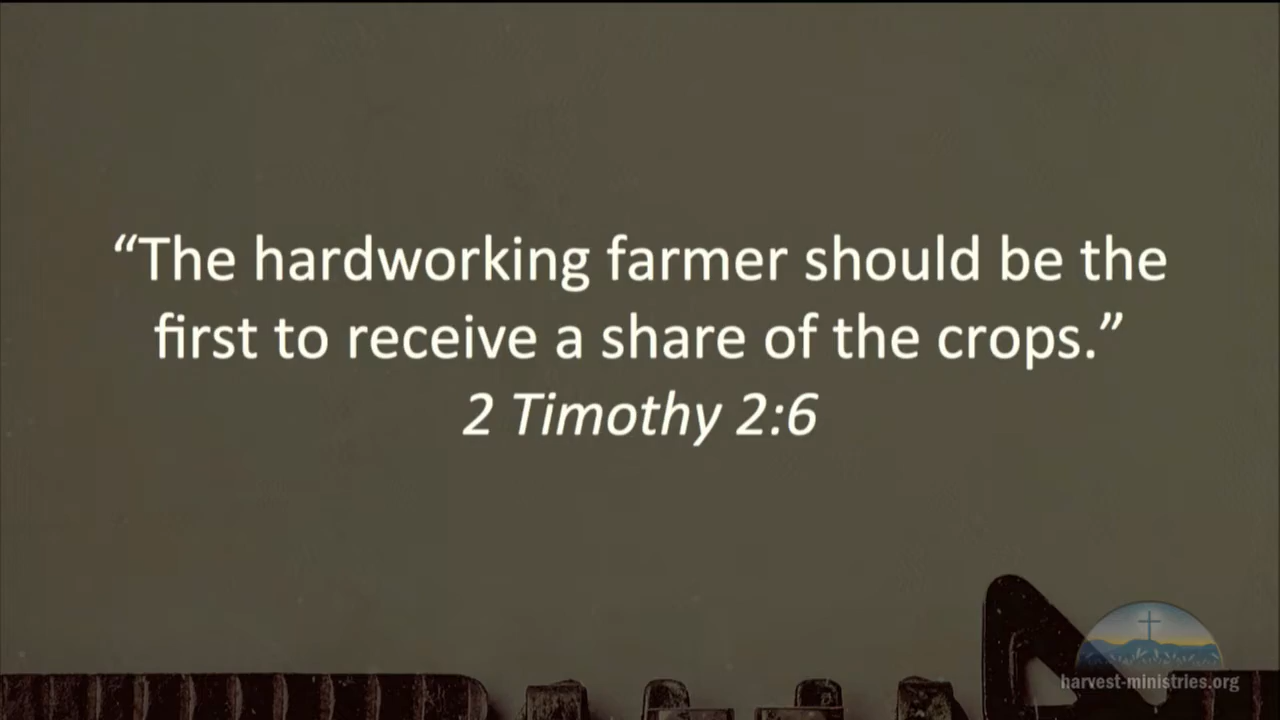 “The hardworking farmer should be the
first to receive a share of the crops.”
2 Timothy 2:6
harvest-ministries.org